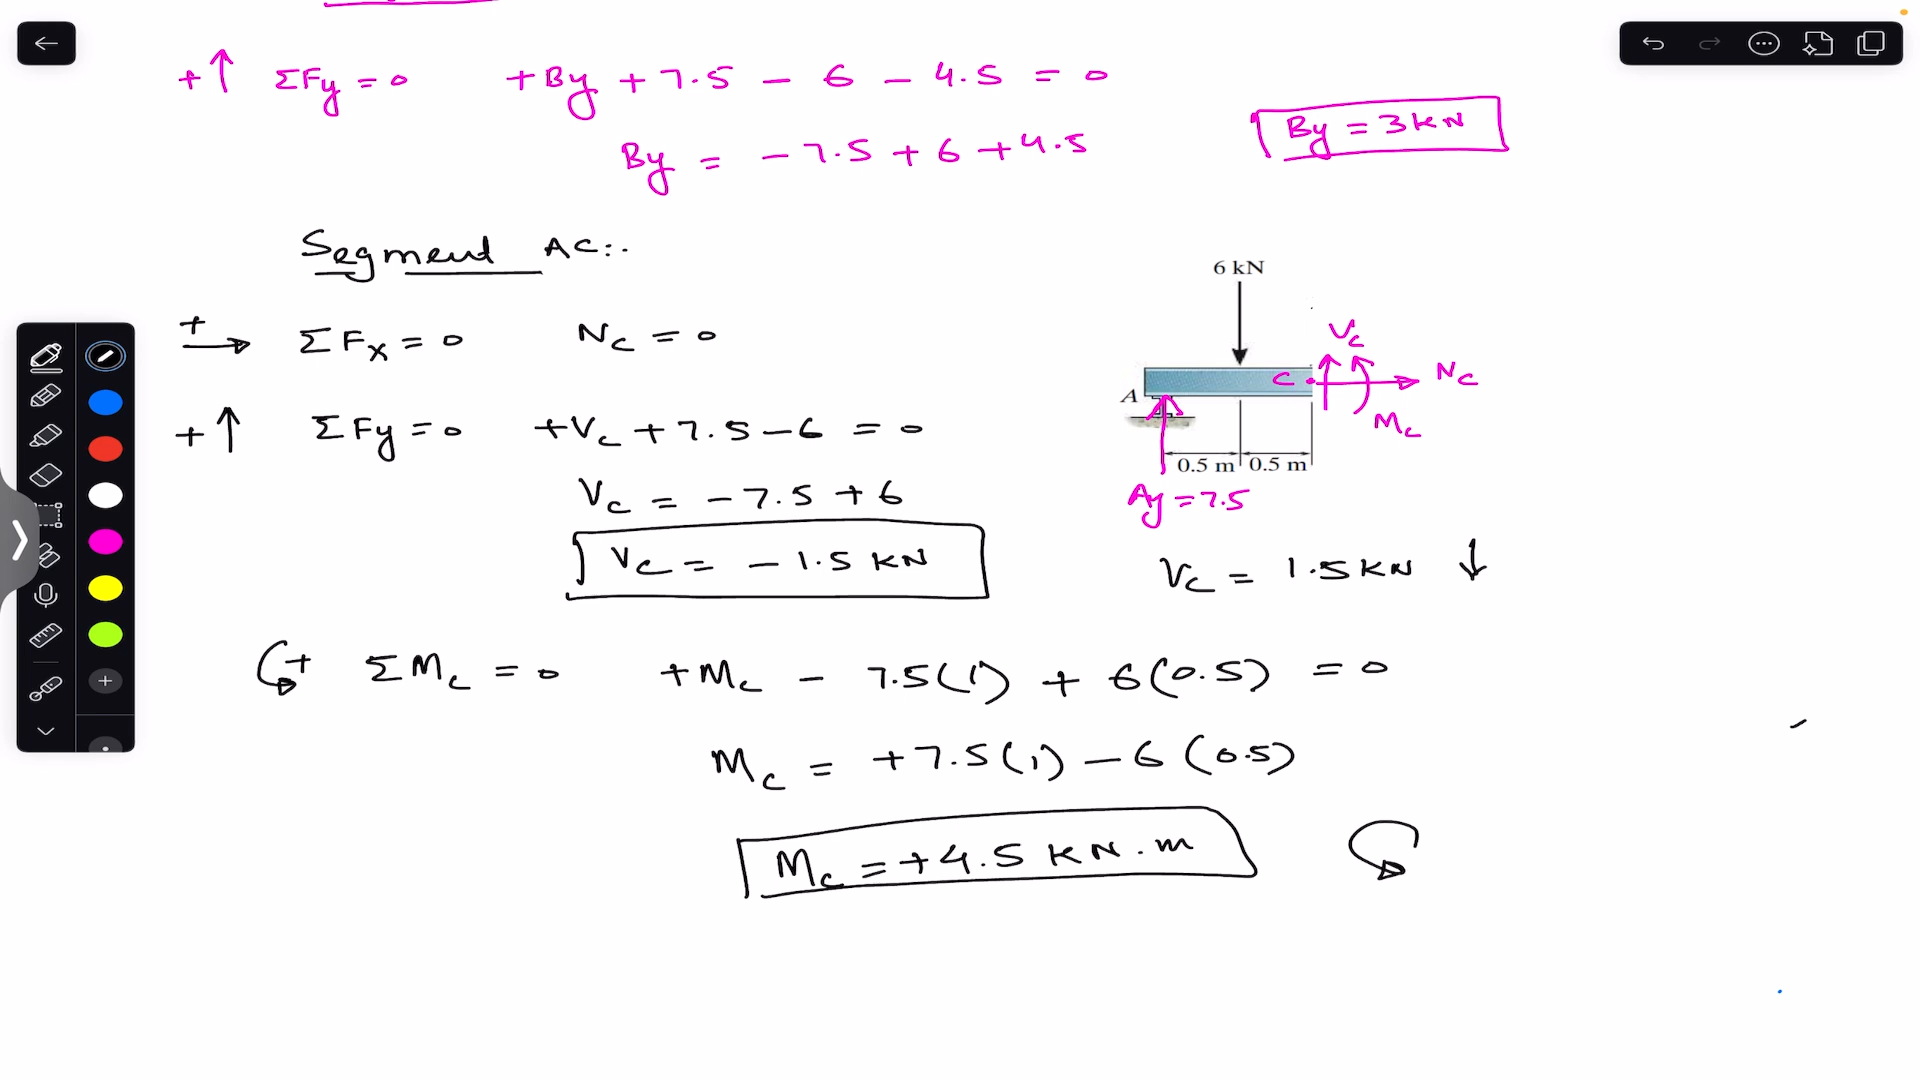 +↑ ΣFy = 0 +By + 7.5 - 6 - 4.5 = 0
By = -7.5 + 6 + 4.5
By = 3 KN
Segment AC:.
+→ ΣFx = 0 Nc = 0
+↑ ΣFy = 0 +Vc + 7.5 - 6 = 0
Vc = -7.5 + 6
Vc = - 1.5 KN
6 kN
Vc
C
Nc
A
Mc
0.5 m 0.5 m
Ay = 7.5
Vc = 1.5 KN ↓
+ ΣMc = 0 +Mc - 7.5(1) + 6(0.5) = 0
Mc = +7.5(1) - 6(0.5)
Mc = +4.5 KN.m